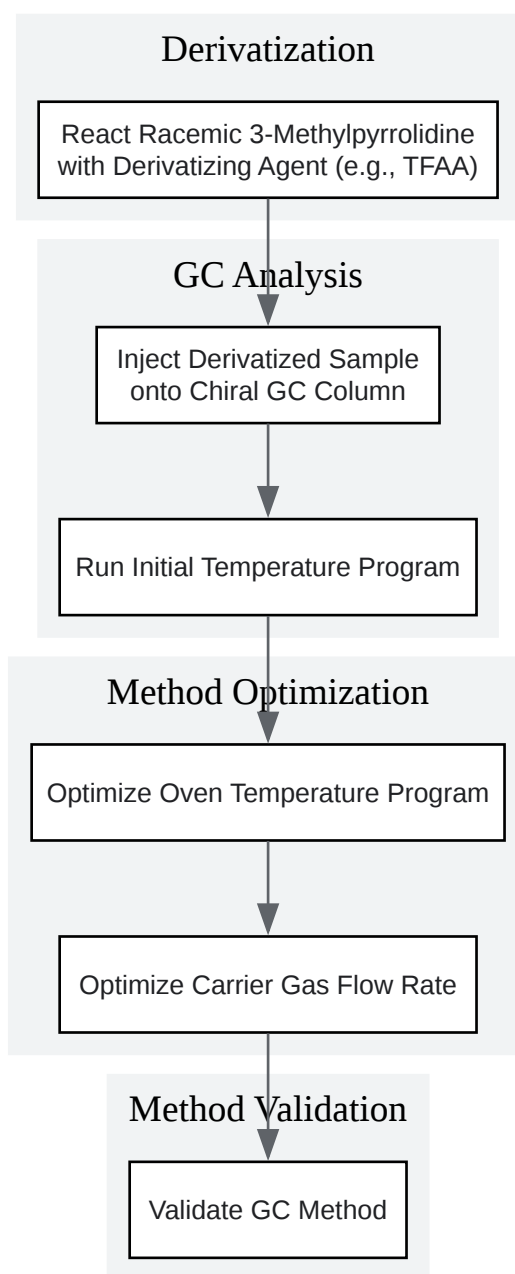 Derivatization
React Racemic 3-Methylpyrrolidine
with Derivatizing Agent (e.g., TFAA)
GC Analysis
Inject Derivatized Sample
onto Chiral GC Column
Run Initial Temperature Program
Method Optimization
Optimize Oven Temperature Program
Optimize Carrier Gas Flow Rate
Method Validation
Validate GC Method